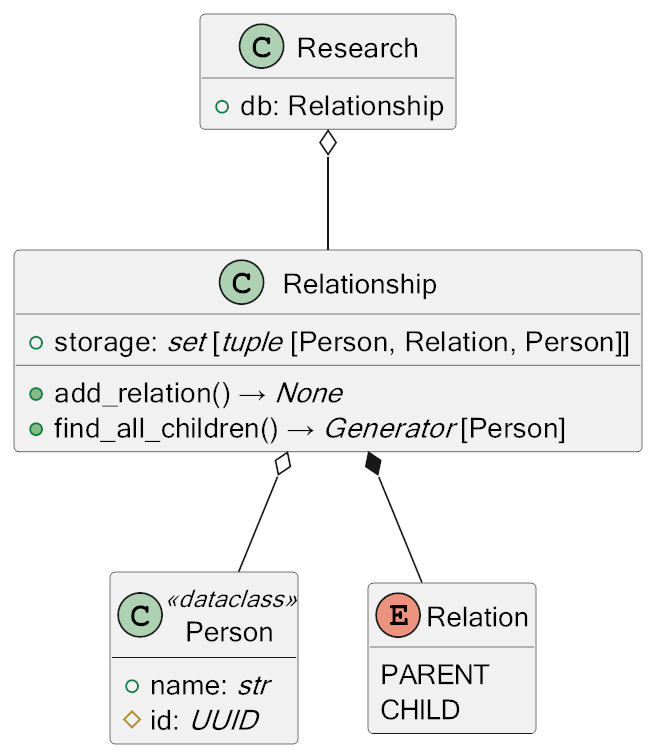 C Research
db: Relationship
C Relationship
storage: set [tuple [Person, Relation, Person]]
add_relation() → None
find_all_children() → Generator [Person]
C «dataclass»
Person
name: str
id: UUID
E Relation
PARENT
CHILD